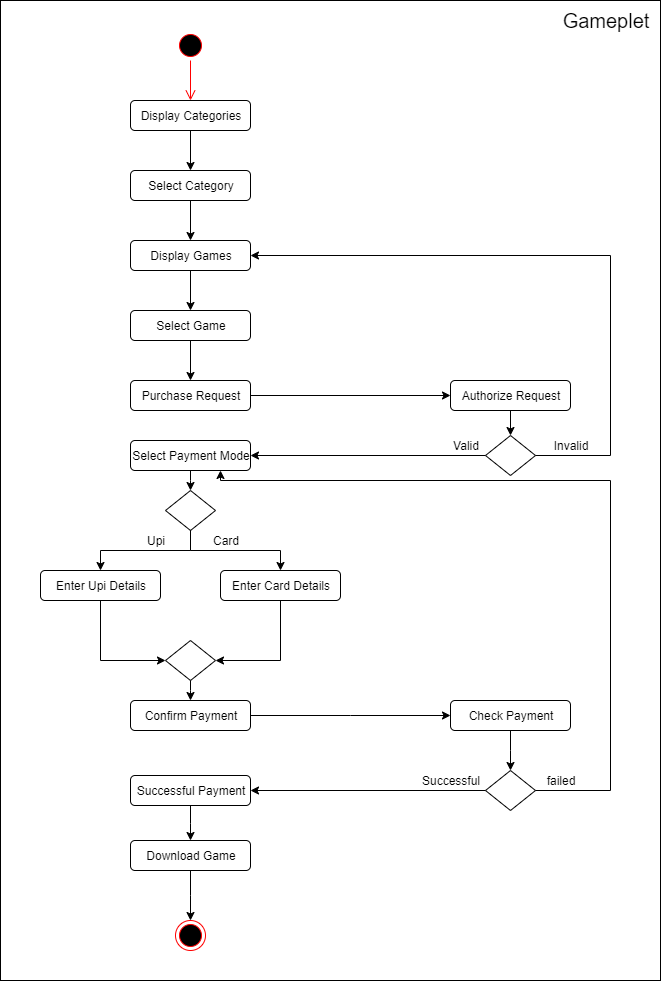 Gameplet
Display Categories
Select Category
Display Games
Select Game
Purchase Request
Authorize Request
Valid
Invalid
Select Payment Mode
Upi
Card
Enter Upi Details
Enter Card Details
Confirm Payment
Check Payment
Successful
failed
Successful Payment
Download Game